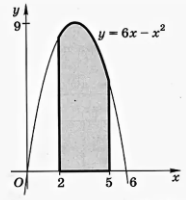 y
9
y = 6x – x²
O 2 5 6 x